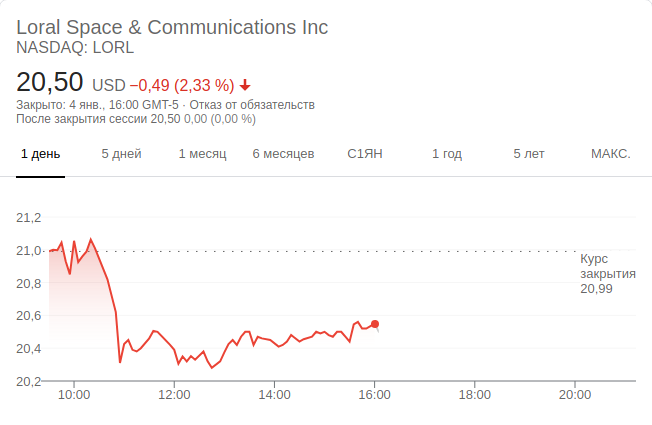 Loral Space & Communications Inc
NASDAQ: LORL
20,50 USD −0,49 (2,33 %)
Закрыто: 4 янв., 16:00 GMT-5 · Отказ от обязательств
После закрытия сессии 20,50 0,00 (0,00 %)
1 день 5 дней 1 месяц 6 месяцев С1ЯН 1 год 5 лет МАКС.
21,2
21,0
Курс
закрытия
20,99
20,8
20,6
20,4
20,2
10:00 12:00 14:00 16:00 18:00 20:00